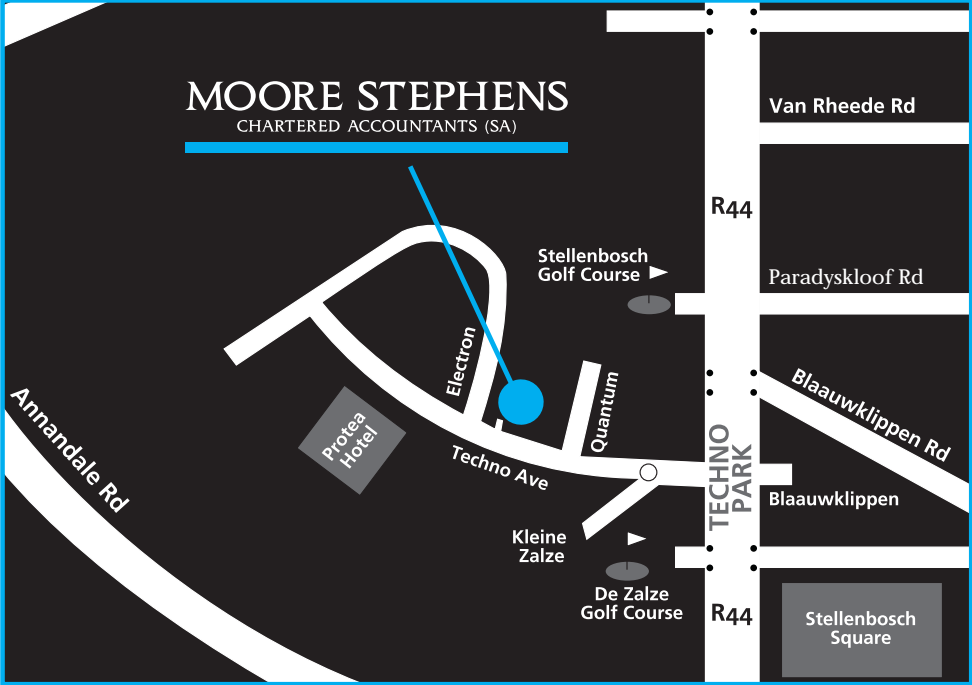 MOORE STEPHENS
CHARTERED ACCOUNTANTS (SA)
Van Rheede Rd
R44
Stellenbosch
Golf Course
Paradyskloof Rd
Electron
Quantum
Blaauwklippen Rd
Annandale Rd
Protea
Hotel
Techno Ave
TECHNO
PARK
Blaauwklippen
Kleine
Zalze
De Zalze
Golf Course
R44
Stellenbosch
Square